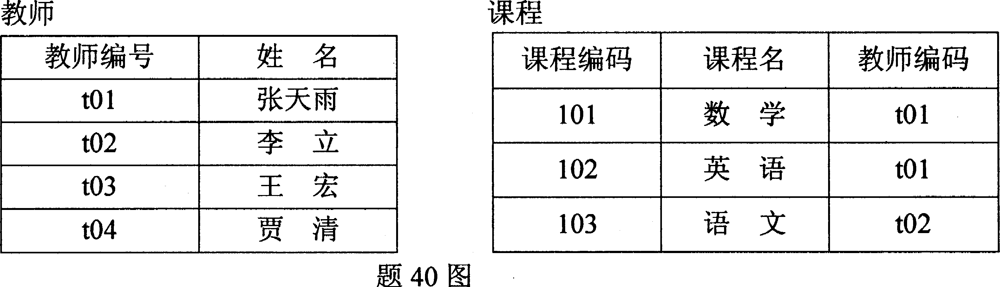 教师
教师编号 姓 名
t01 张天雨
t02 李 立
t03 王 宏
t04 贾 清
课程
课程编码 课程名 教师编码
101 数 学 t01
102 英 语 t01
103 语 文 t02
题 40 图